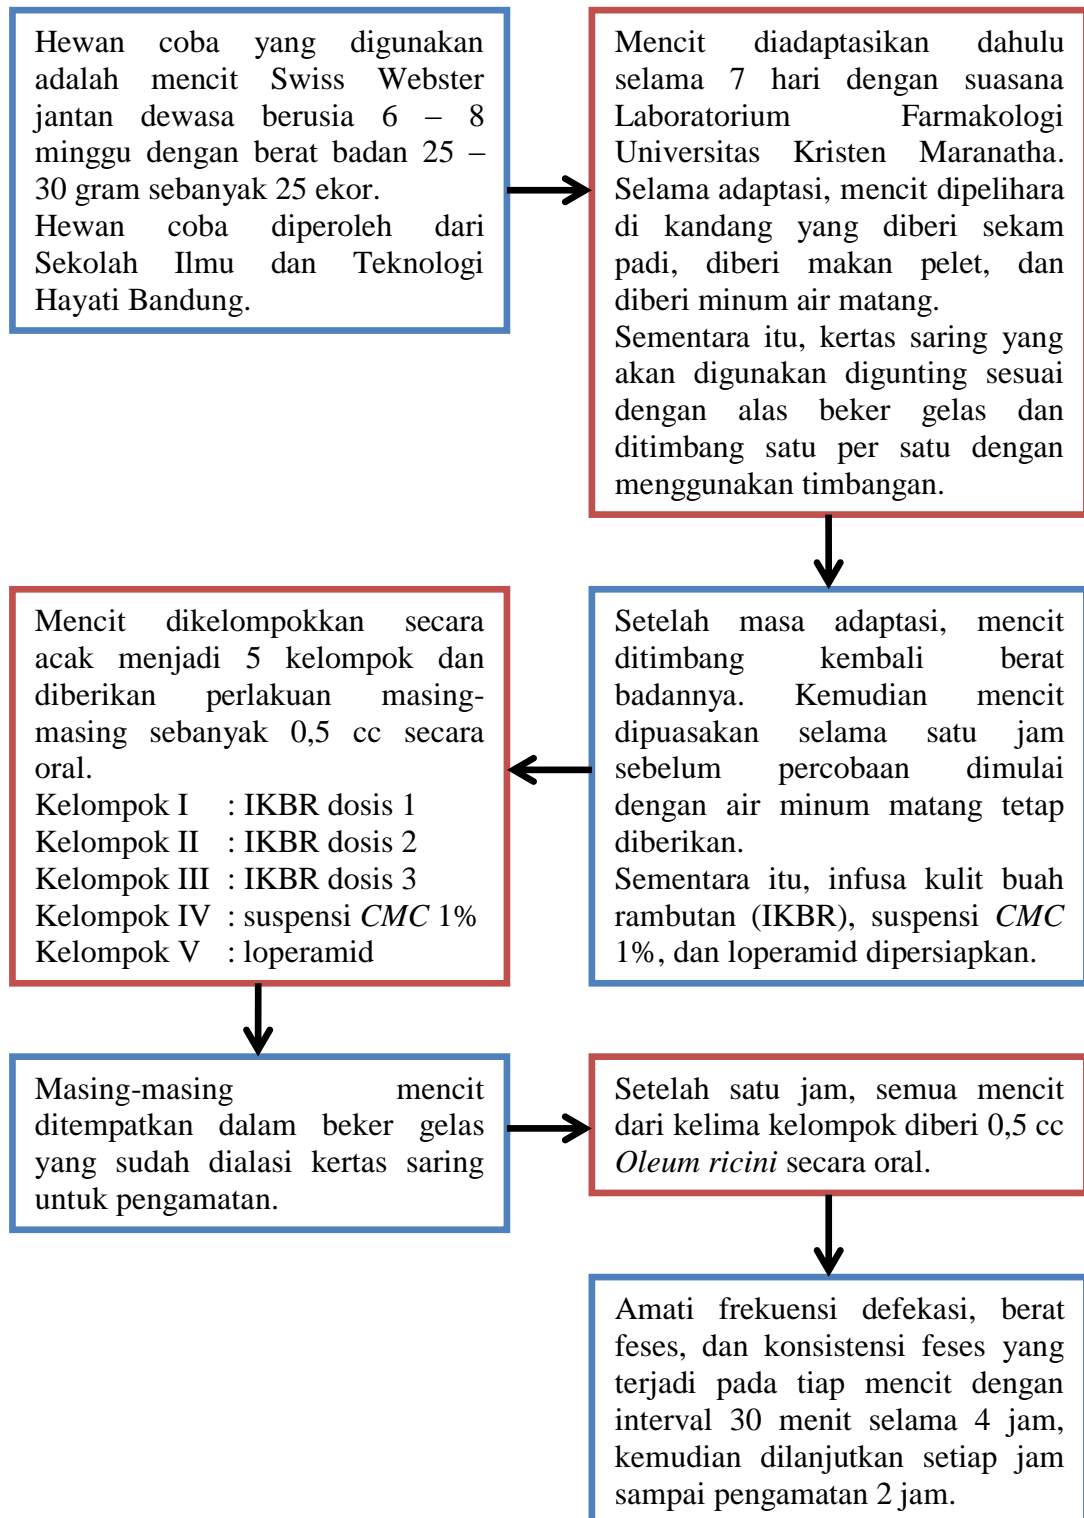 Hewan coba yang digunakan
adalah mencit Swiss Webster
jantan dewasa berusia 6 – 8
minggu dengan berat badan 25 –
30 gram sebanyak 25 ekor.
Hewan coba diperoleh dari
Sekolah Ilmu dan Teknologi
Hayati Bandung.
Mencit diadaptasikan dahulu
selama 7 hari dengan suasana
Laboratorium Farmakologi
Universitas Kristen Maranatha.
Selama adaptasi, mencit dipelihara
di kandang yang diberi sekam
padi, diberi makan pelet, dan
diberi minum air matang.
Sementara itu, kertas saring yang
akan digunakan digunting sesuai
dengan alas beker gelas dan
ditimbang satu per satu dengan
menggunakan timbangan.
Setelah masa adaptasi, mencit
ditimbang kembali berat
badannya. Kemudian mencit
dipuasakan selama satu jam
sebelum percobaan dimulai
dengan air minum matang tetap
diberikan.
Sementara itu, infusa kulit buah
rambutan (IKBR), suspensi CMC
1%, dan loperamid dipersiapkan.
Mencit dikelompokkan secara
acak menjadi 5 kelompok dan
diberikan perlakuan masing-
masing sebanyak 0,5 cc secara
oral.
Kelompok I : IKBR dosis 1
Kelompok II : IKBR dosis 2
Kelompok III : IKBR dosis 3
Kelompok IV : suspensi CMC 1%
Kelompok V : loperamid
Masing-masing mencit
ditempatkan dalam beker gelas
yang sudah dialasi kertas saring
untuk pengamatan.
Setelah satu jam, semua mencit
dari kelima kelompok diberi 0,5 cc
Oleum ricini secara oral.
Amati frekuensi defekasi, berat
feses, dan konsistensi feses yang
terjadi pada tiap mencit dengan
interval 30 menit selama 4 jam,
kemudian dilanjutkan setiap jam
sampai pengamatan 2 jam.